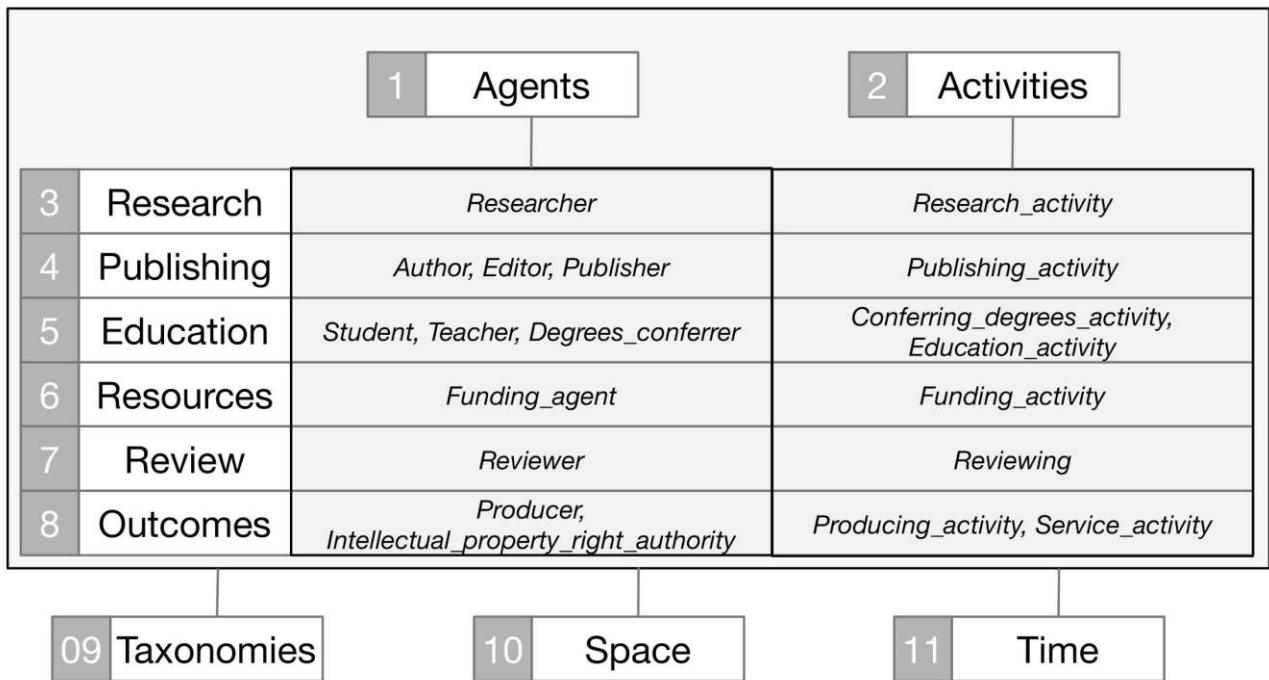 1 Agents
2 Activities
3 Research
Researcher
Research_activity
4 Publishing
Author, Editor, Publisher
Publishing_activity
5 Education
Student, Teacher, Degrees_conferrer
Conferring_degrees_activity,
Education_activity
6 Resources
Funding_agent
Funding_activity
7 Review
Reviewer
Reviewing
8 Outcomes
Producer,
Intellectual_property_right_authority
Producing_activity, Service_activity
09 Taxonomies
10 Space
11 Time